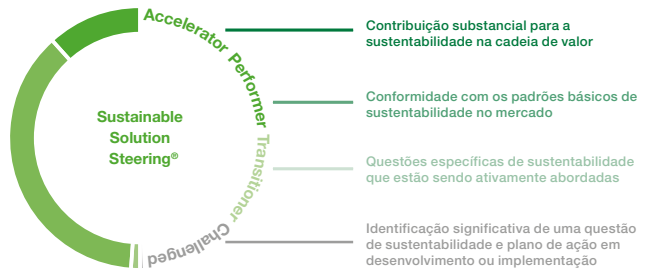 Accelerator Performer Transitioner Challenged
Sustainable
Solution
Steering®
Contribuição substancial para a
sustentabilidade na cadeia de valor
Conformidade com os padrões básicos de
sustentabilidade no mercado
Questões específicas de sustentabilidade
que estão sendo ativamente abordadas
Identificação significativa de uma questão
de sustentabilidade e plano de ação em
desenvolvimento ou implementação